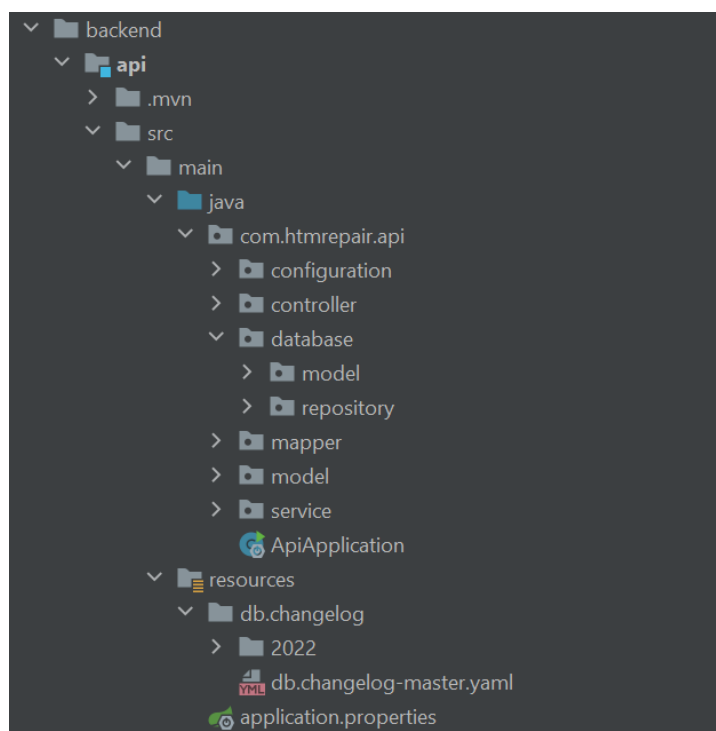 backend
api
.mvn
src
main
java
com.htmrepair.api
configuration
controller
database
model
repository
mapper
model
service
ApiApplication
resources
db.changelog
2022
YML db.changelog-master.yaml
application.properties